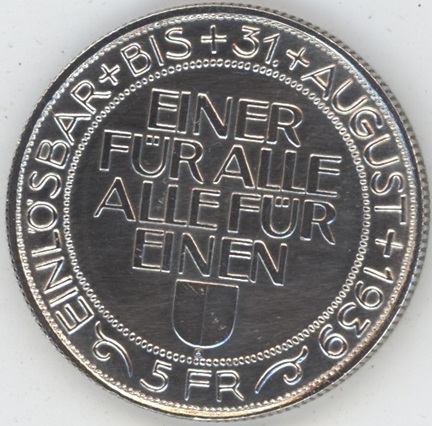 EINLÖSBAR + BIS + 31 + AUGUST + 1939
EINER
FÜR ALLE
ALLE FÜR
EINEN
5 FR